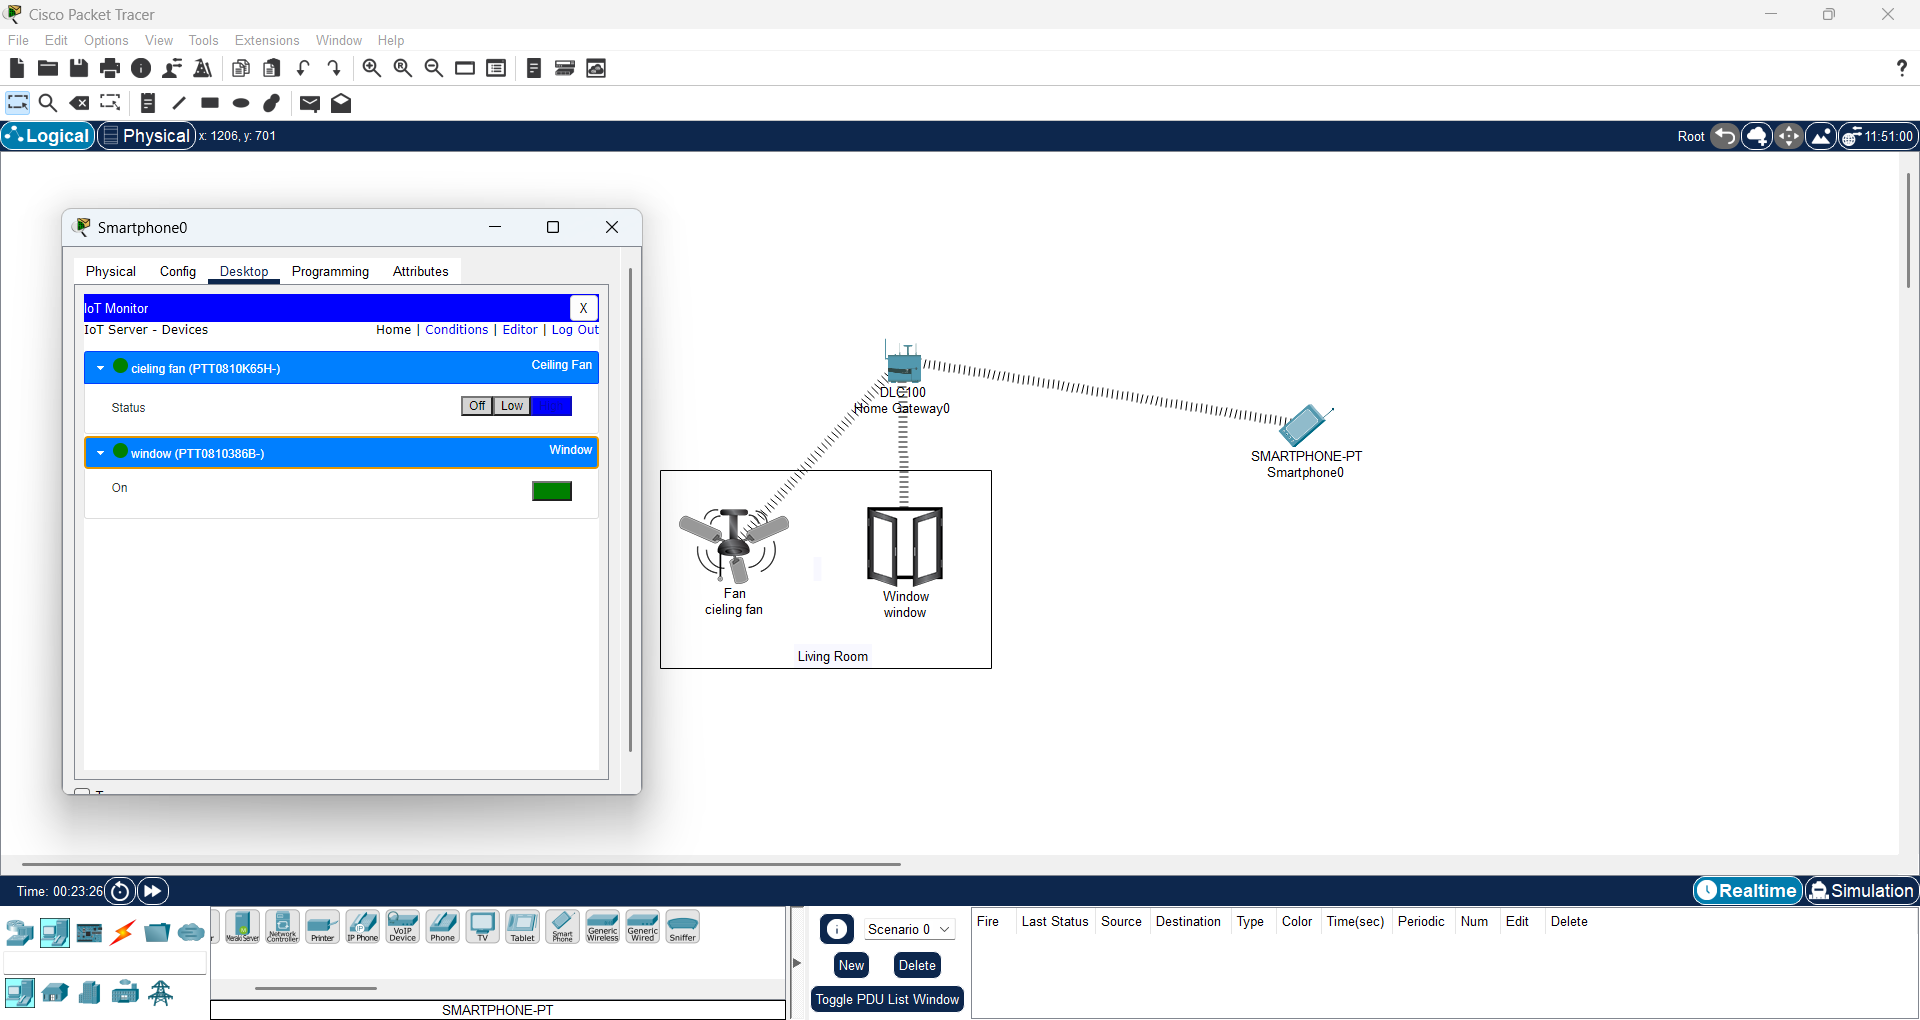 Cisco Packet Tracer
File Edit Options View Tools Extensions Window Help
Logical Physical x: 1206, y: 701 Root 11:51:00
Smartphone0
Physical Config Desktop Programming Attributes
IoT Monitor X
IoT Server - Devices Home | Conditions | Editor | Log Out
cieling fan (PTT0810K65H-) Ceiling Fan
Status Off Low
window (PTT0810386B-) Window
On
DLC100
Home Gateway0
SMARTPHONE-PT
Smartphone0
Fan
cieling fan
Window
window
Living Room
Time: 00:23:26 Realtime Simulation
Meraki Server
Network Controller
Printer
IP Phone
VoIP Device
Phone
TV
Tablet
Smart Phone
Generic Wireless
Generic Wired
Sniffer
SMARTPHONE-PT
Scenario 0
New Delete
Toggle PDU List Window
Fire Last Status Source Destination Type Color Time(sec) Periodic Num Edit Delete